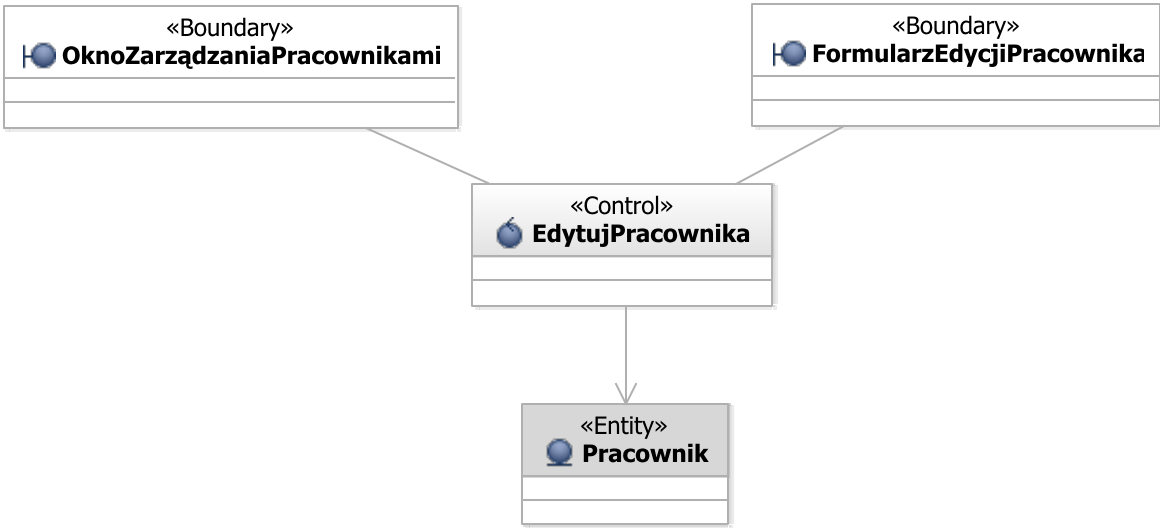 «Boundary»
OknoZarządzaniaPracownikami
«Boundary»
FormularzEdycjiPracownika
«Control»
EdytujPracownika
«Entity»
Pracownik